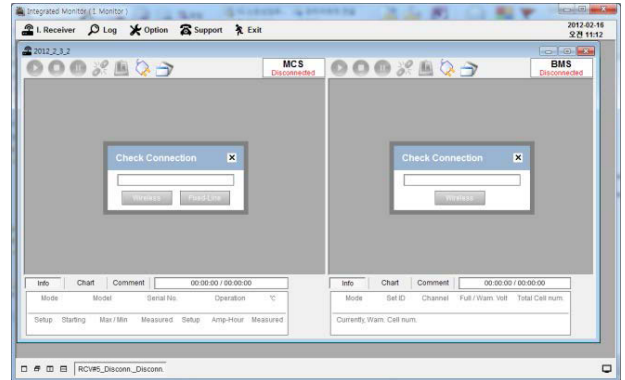 Integrated Monitor ( I. Monitor )
I. Receiver Log Option Support Exit
2012-02-16
오전 11:12
2012_2_3_2
MCS
Disconnected
BMS
Disconnected
Check Connection
Wireless Fixed-Line
Check Connection
Wireless
Info Chart Comment 00:00:00 / 00:00:00
Mode Model Serial No. Operation ℃
Setup Starting Max / Min Measured Setup Amp-Hour Measured
Info Chart Comment 00:00:00 / 00:00:00
Mode Set ID Channel Full / Warn. Volt Total Cell num.
Currently, Warn. Cell num.
RCV#5_Disconn._Disconn.